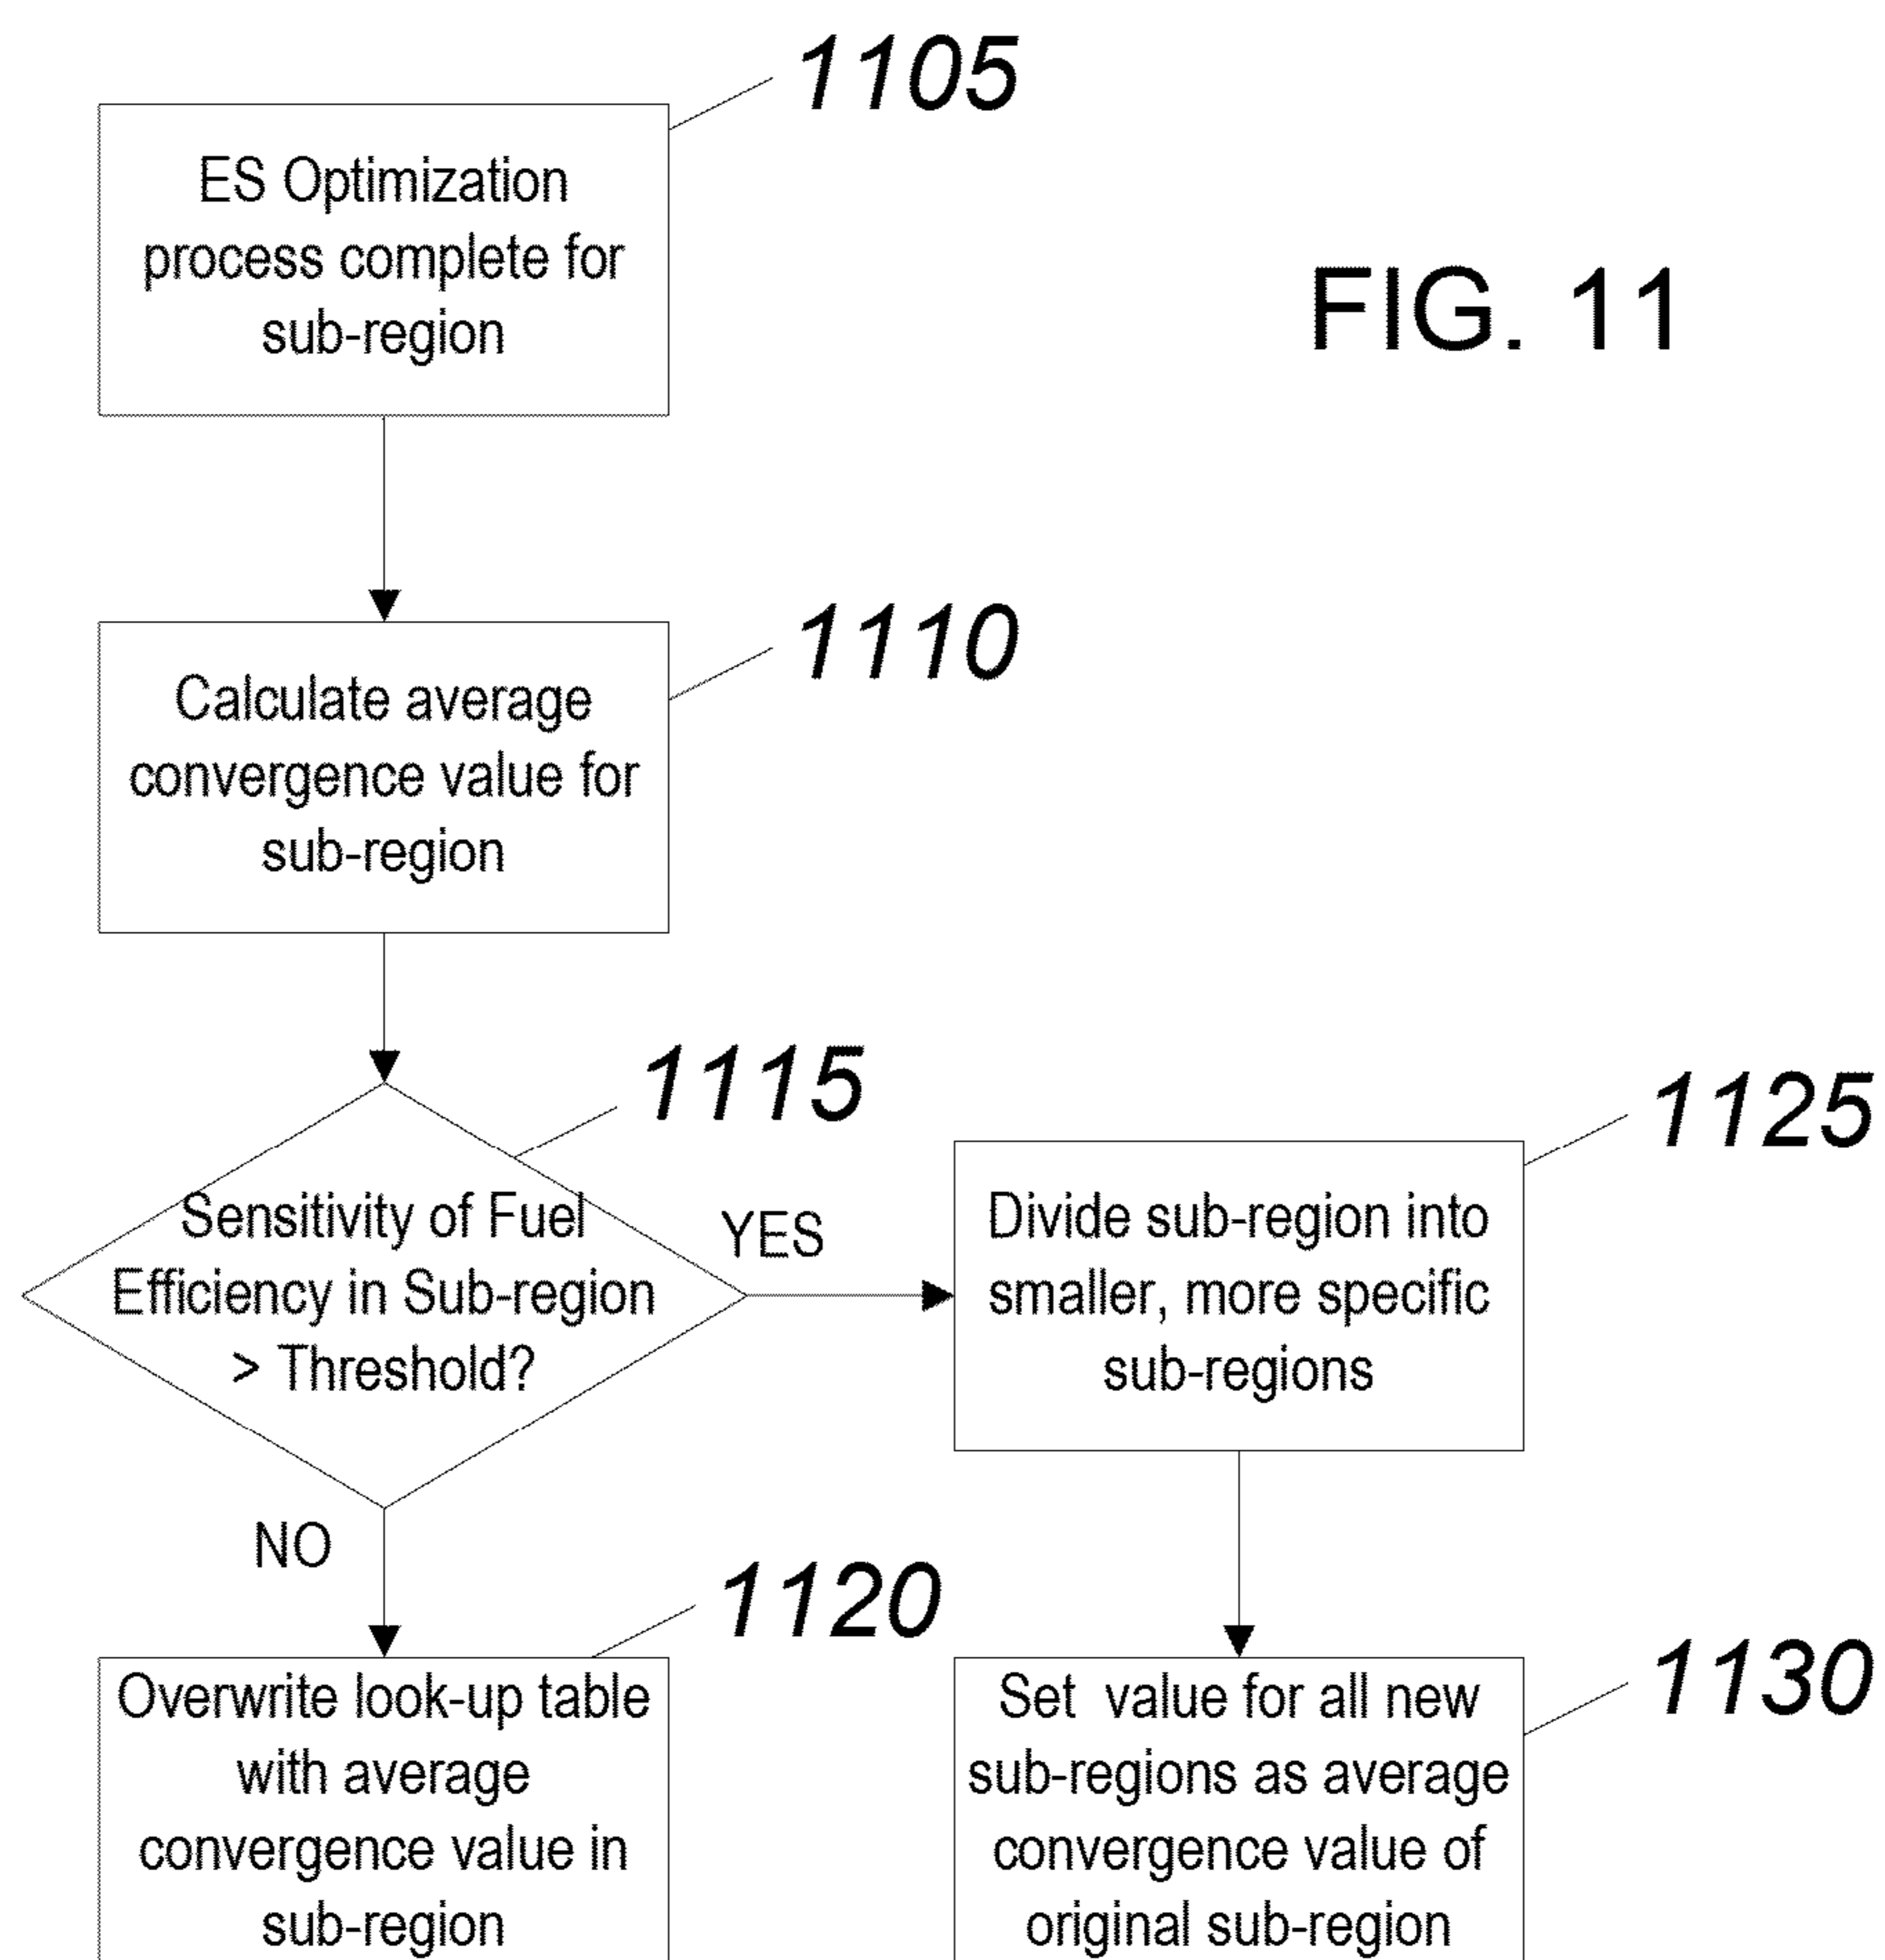 1105
ES Optimization
process complete for
sub-region
FIG. 11
1110
Calculate average
convergence value for
sub-region
1115
Sensitivity of Fuel
Efficiency in Sub-region
> Threshold?
YES
NO
1125
Divide sub-region into
smaller, more specific
sub-regions
1120
Overwrite look-up table
with average
convergence value in
sub-region
1130
Set value for all new
sub-regions as average
convergence value of
original sub-region